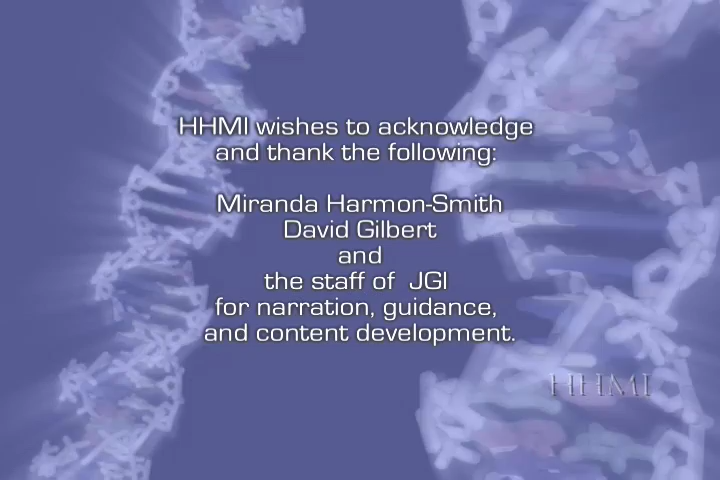 HHMI wishes to acknowledge
and thank the following:
Miranda Harmon-Smith
David Gilbert
and
the staff of JGI
for narration, guidance,
and content development.
HHMI